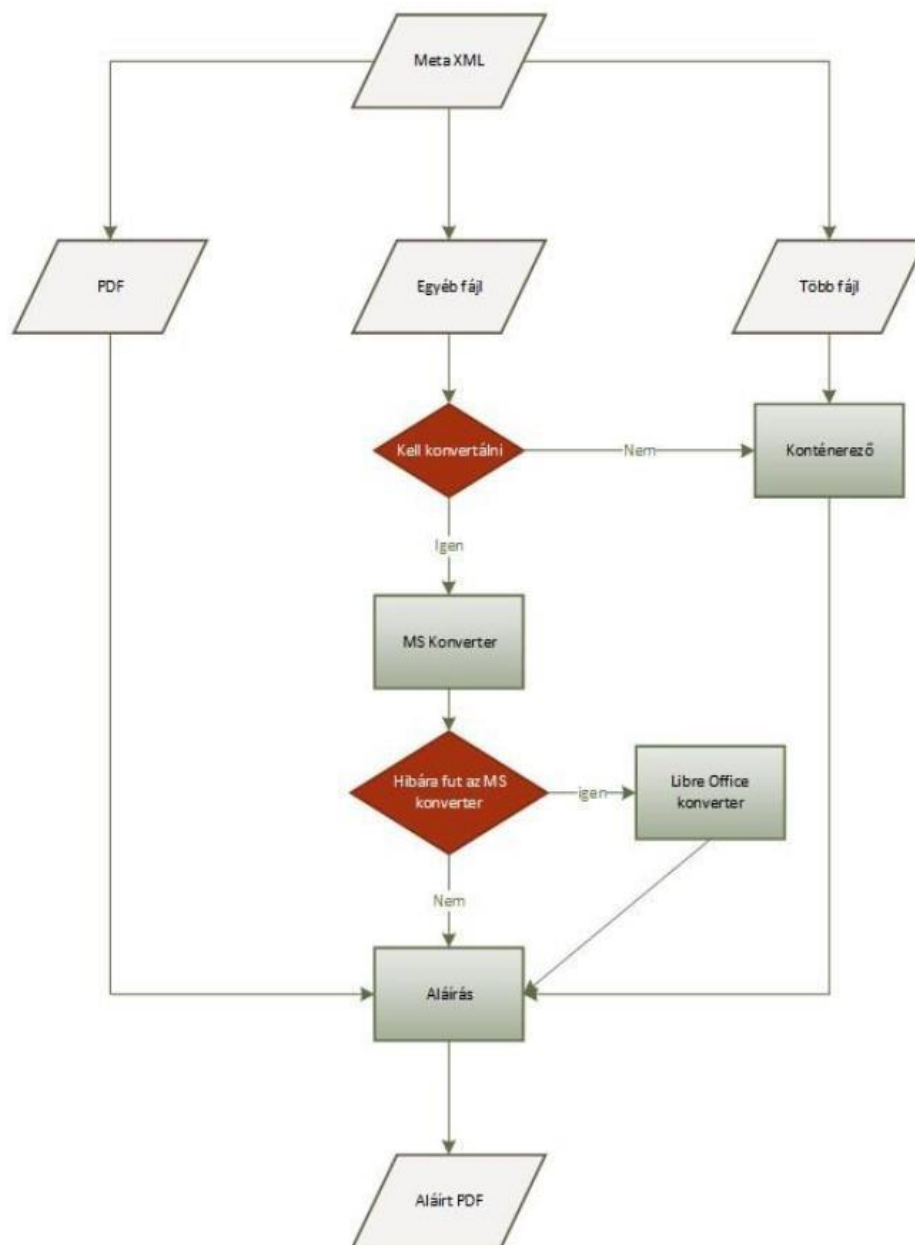 Meta XML
PDF
Egyéb fájl
Több fájl
Kell konvertálni
Nem
Konténerező
Igen
MS Konverter
Hibára fut az MS
konverter
igen
Libre Office
konverter
Nem
Aláírás
Aláírt PDF